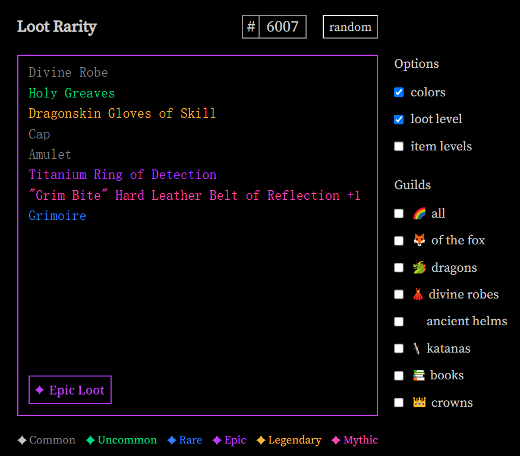 Loot Rarity
# 6007
random
Divine Robe
Holy Greaves
Dragonskin Gloves of Skill
Cap
Amulet
Titanium Ring of Detection
"Grim Bite" Hard Leather Belt of Reflection +1
Grimoire
Epic Loot
Common Uncommon Rare Epic Legendary Mythic
Options
colors
loot level
item levels
Guilds
all
of the fox
dragons
divine robes
ancient helms
katanas
books
crowns